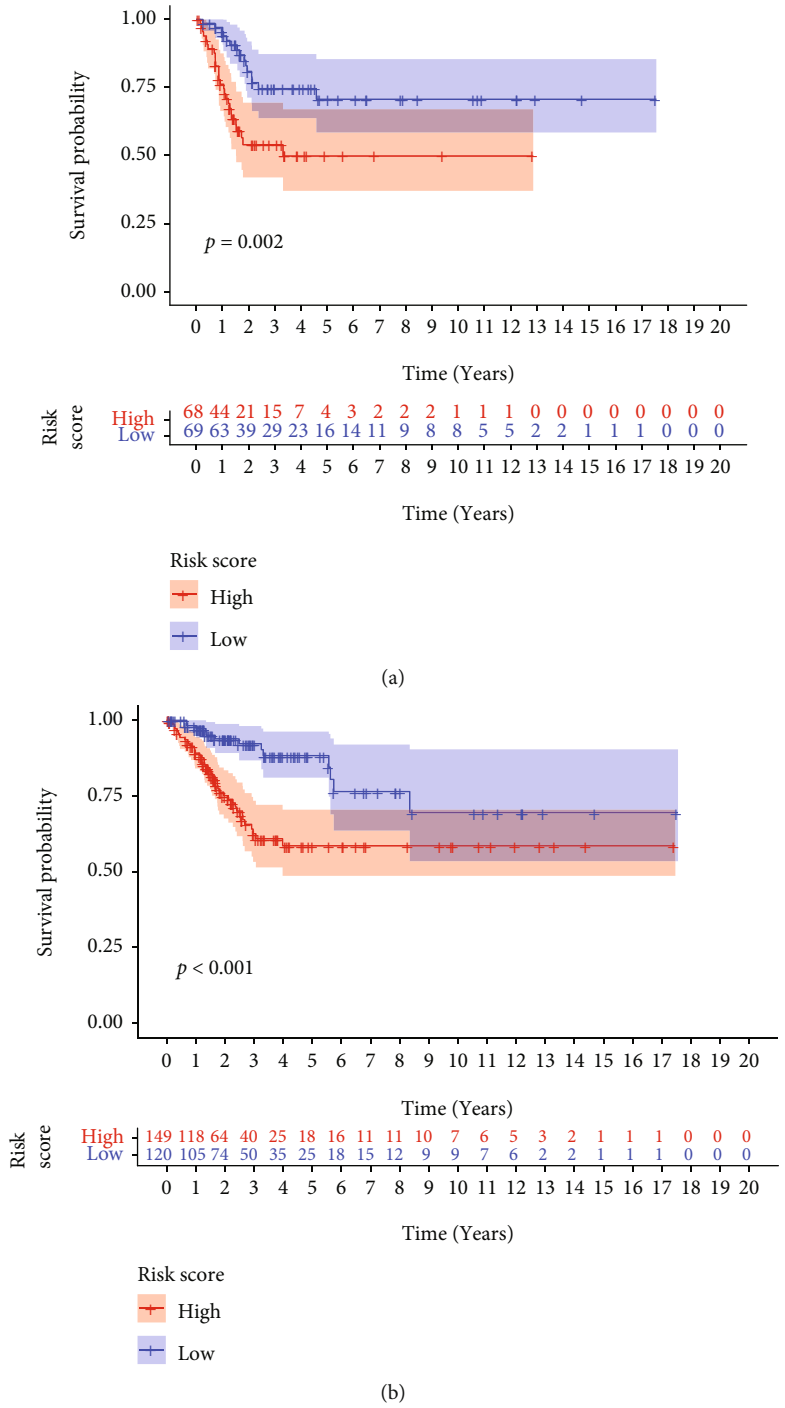 1.00
0.75
0.50
0.25
0.00
Survival probability
p = 0.002
0 1 2 3 4 5 6 7 8 9 10 11 12 13 14 15 16 17 18 19 20
Time (Years)
Risk score
High 68 44 21 15 7 4 3 2 2 2 1 1 1 0 0 0 0 0 0 0 0
Low 69 63 39 29 23 16 14 11 9 8 8 5 5 2 2 1 1 1 0 0 0
0 1 2 3 4 5 6 7 8 9 10 11 12 13 14 15 16 17 18 19 20
Time (Years)
Risk score
High
Low
(a)
1.00
0.75
0.50
0.25
0.00
Survival probability
p < 0.001
0 1 2 3 4 5 6 7 8 9 10 11 12 13 14 15 16 17 18 19 20
Time (Years)
Risk score
High 149 118 64 40 25 18 16 11 11 10 7 6 5 3 2 1 1 1 0 0 0
Low 120 105 74 50 35 25 18 15 12 9 9 7 6 2 2 1 1 1 0 0 0
0 1 2 3 4 5 6 7 8 9 10 11 12 13 14 15 16 17 18 19 20
Time (Years)
Risk score
High
Low
(b)